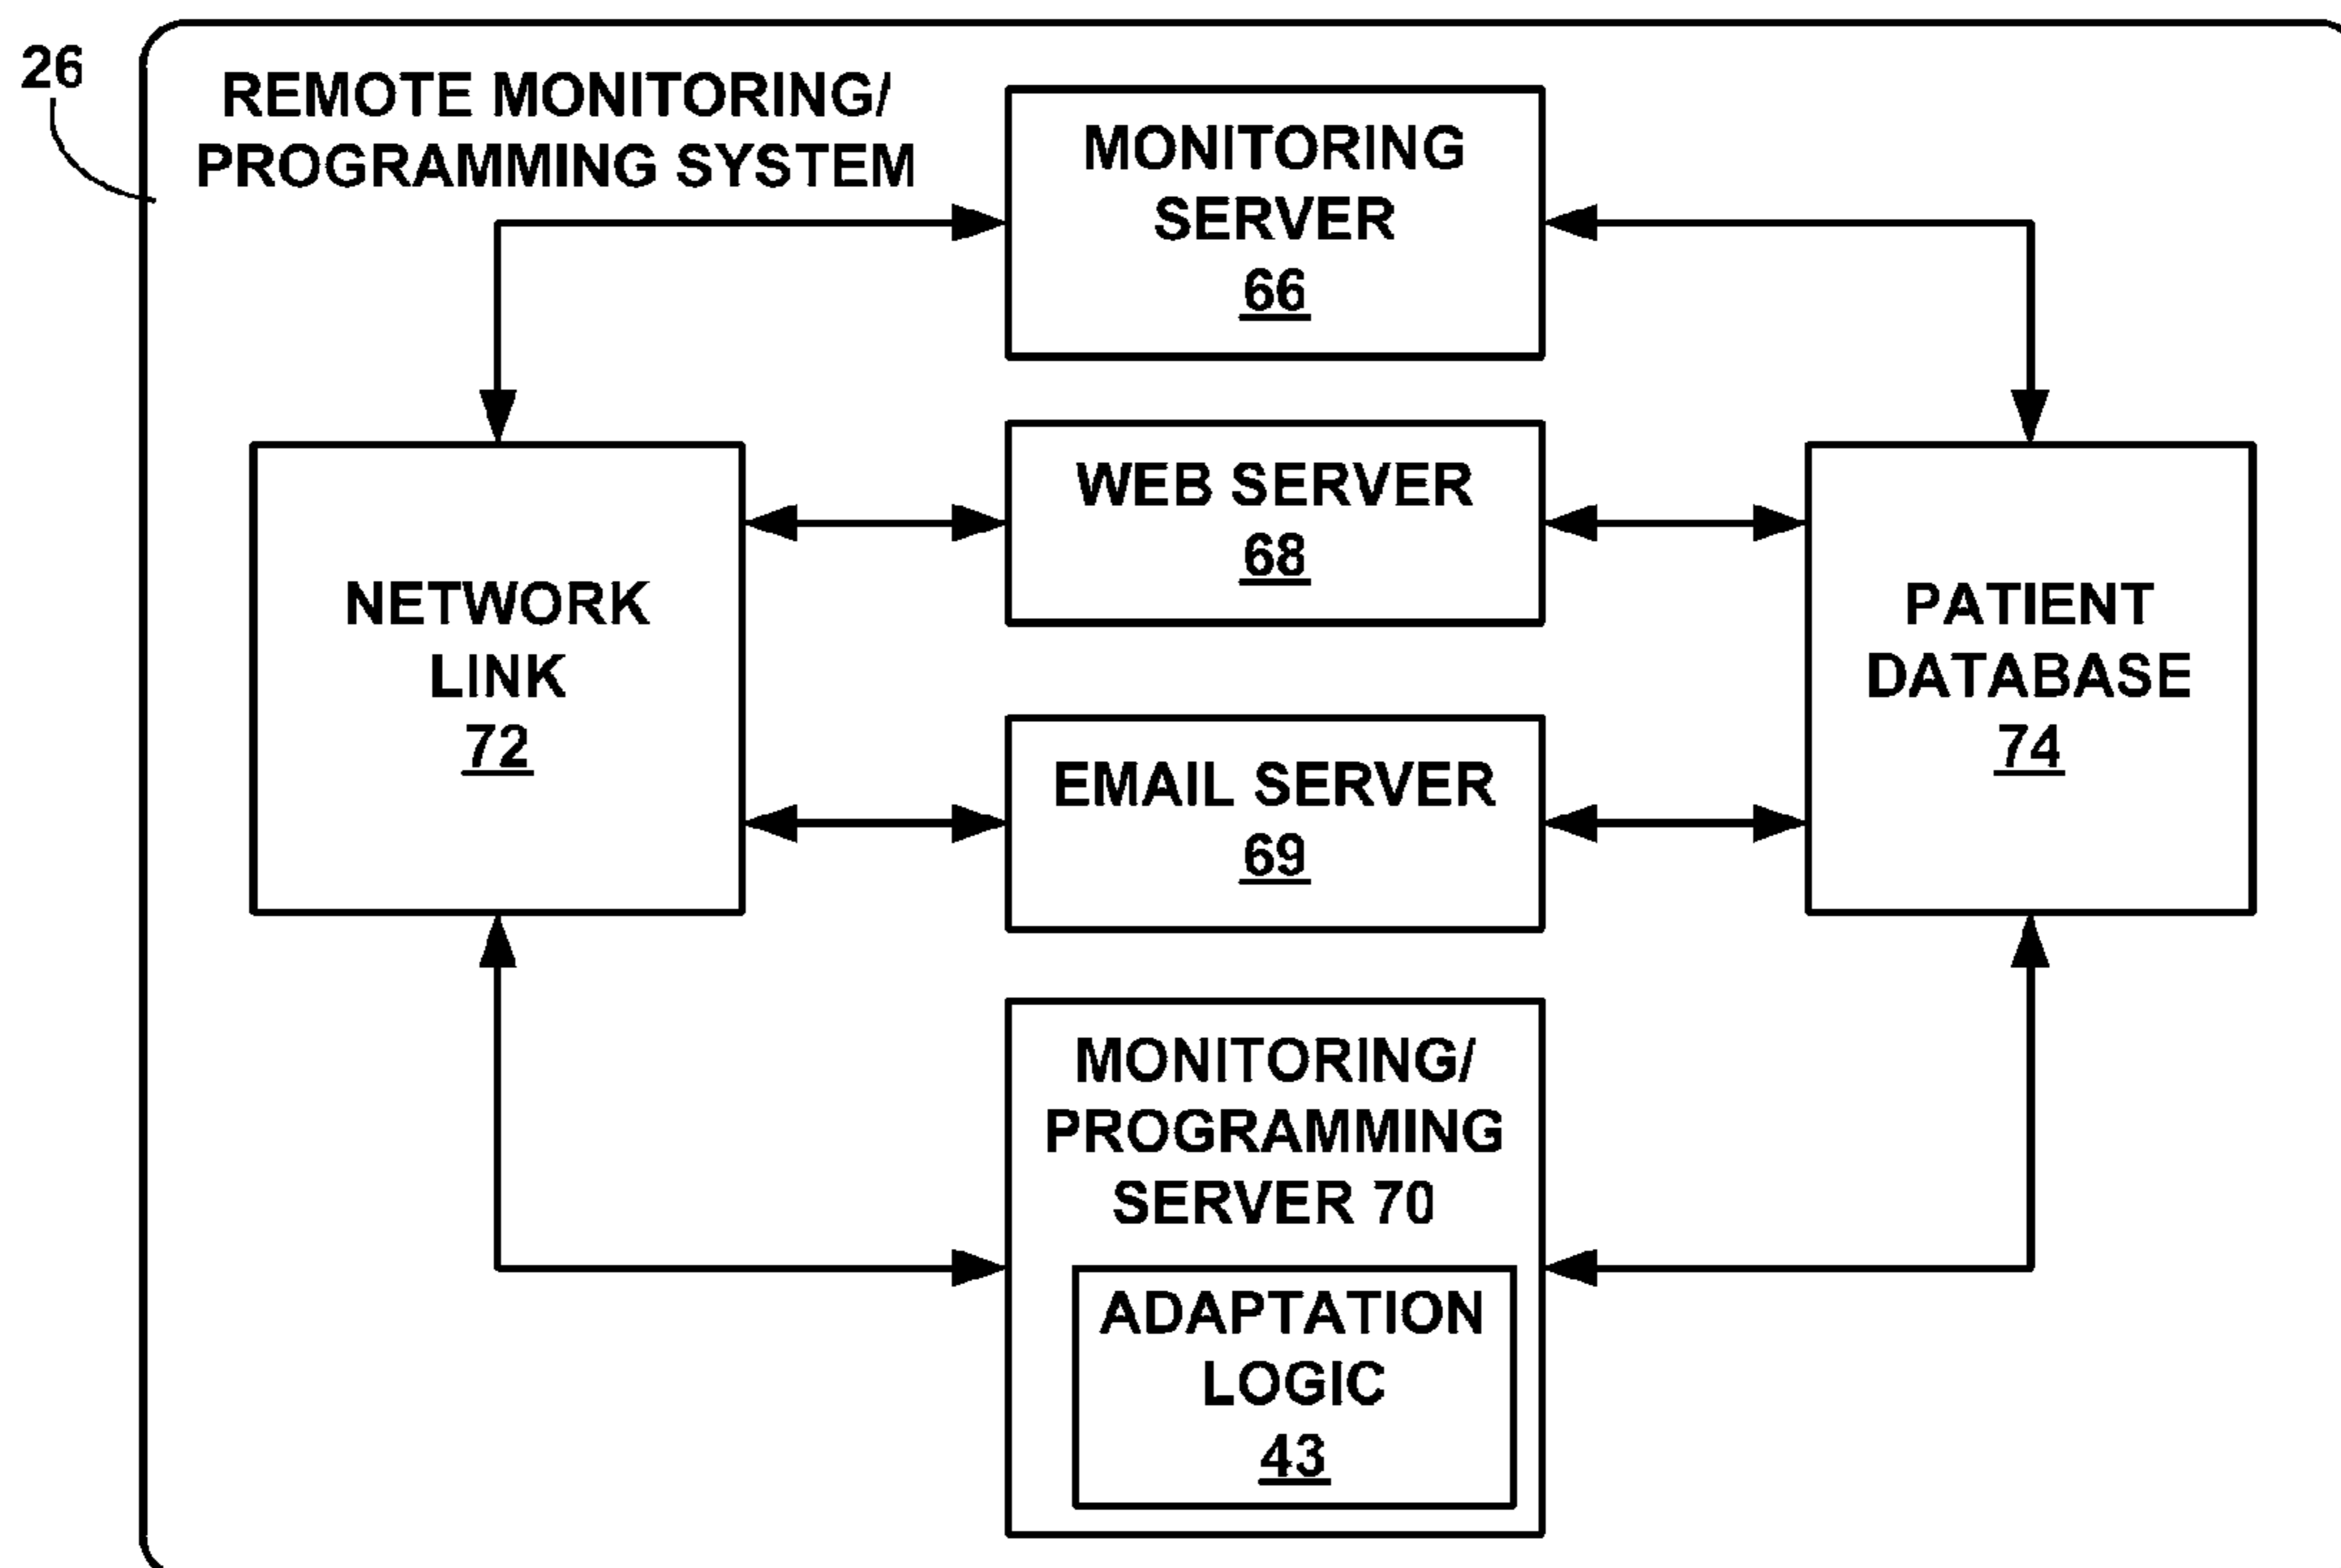 26
REMOTE MONITORING/
PROGRAMMING SYSTEM
MONITORING
SERVER
66
WEB SERVER
68
NETWORK
LINK
72
PATIENT
DATABASE
74
EMAIL SERVER
69
MONITORING/
PROGRAMMING
SERVER 70
ADAPTATION
LOGIC
43